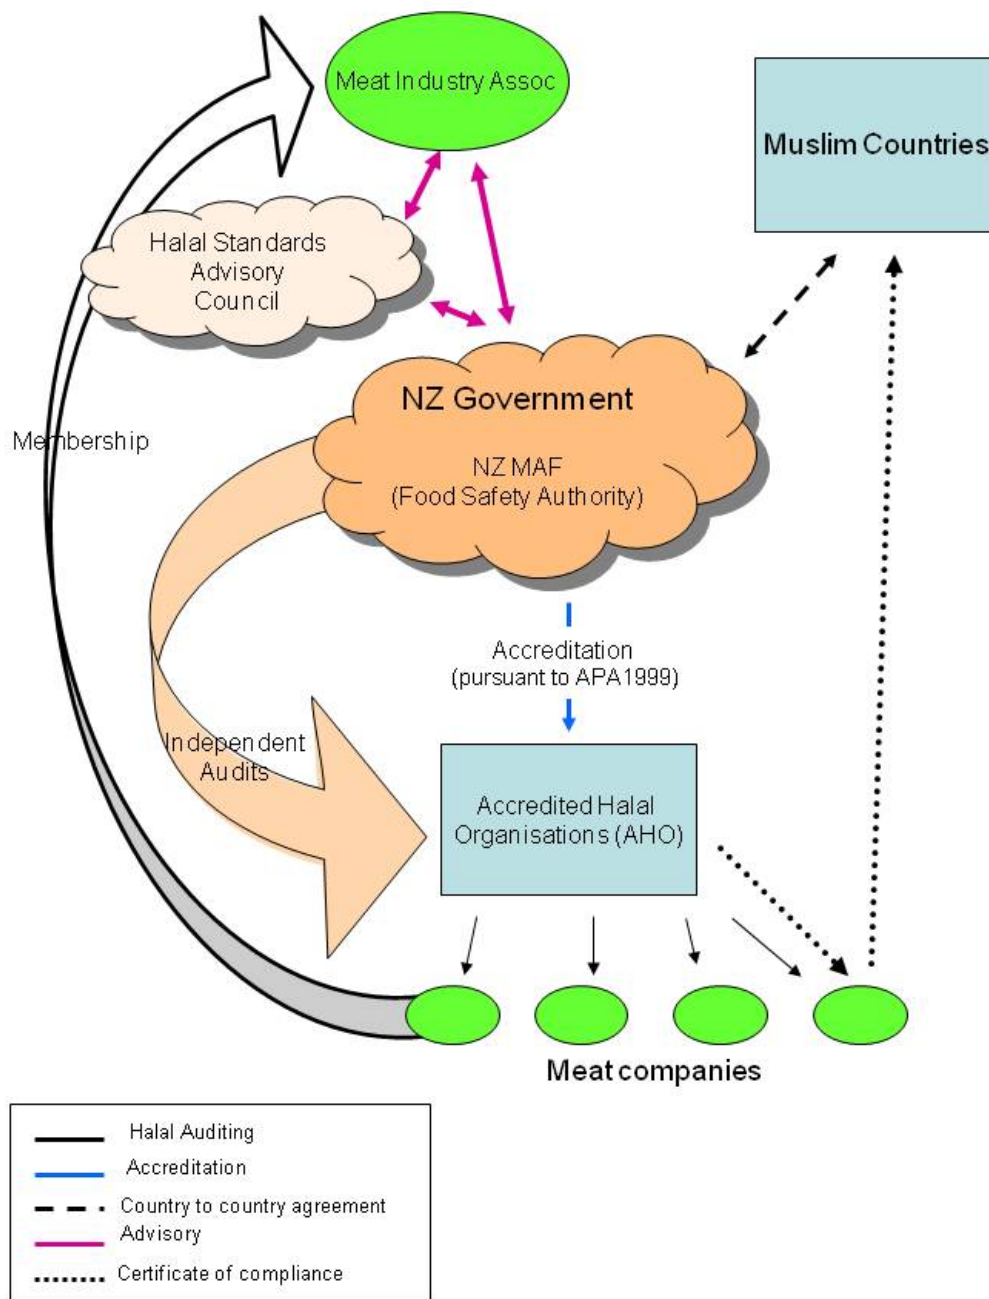 Meat Industry Assoc
Muslim Countries
Halal Standards
Advisory
Council
NZ Government
Membership
NZ MAF
(Food Safety Authority)
Accreditation
(pursuant to APA1999)
Independent
Audits
Accredited Halal
Organisations (AHO)
Meat companies
Halal Auditing
Accreditation
Country to country agreement
Advisory
Certificate of compliance